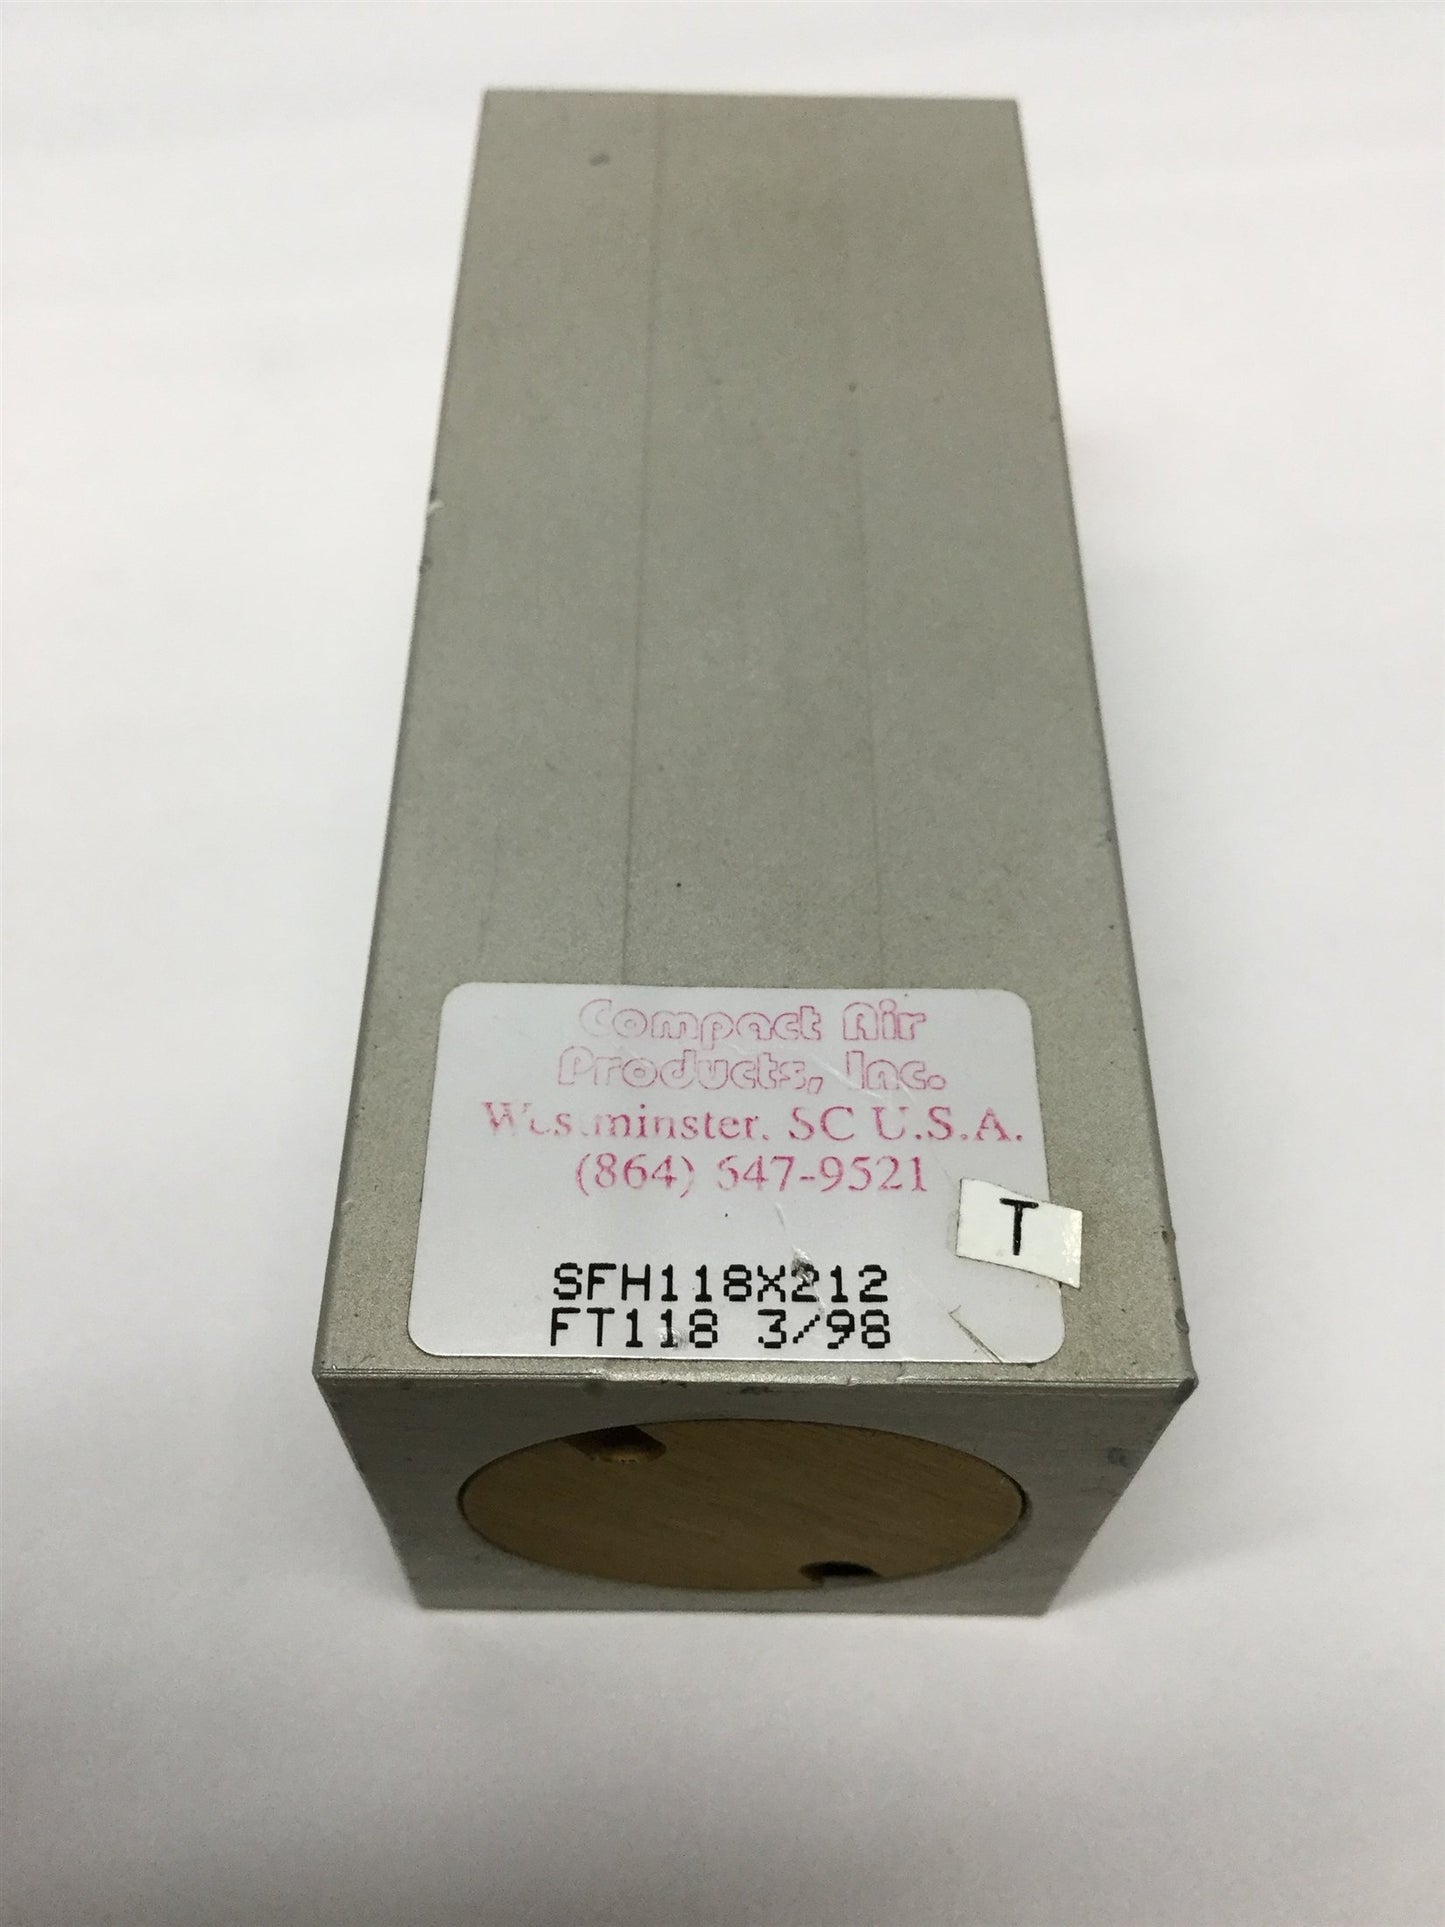 Compact Air
Products, Inc.
Westminster, SC U.S.A.
(864) 647-9521
T
SFH118X212
FT118 3/98